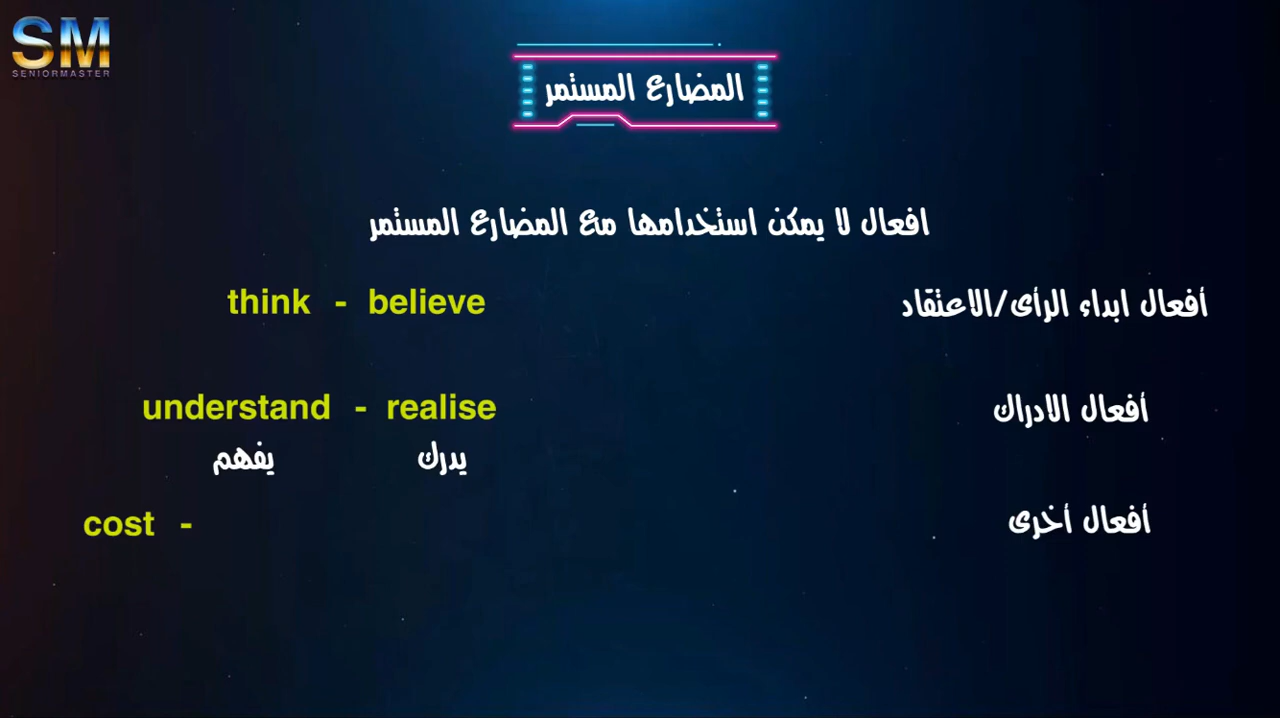 SM
SENIORMASTER
المضارع المستمر
افعال لا يمكن استخدامها مع المضارع المستمر
أفعال ابداء الرأى/الاعتقاد
think - believe
أفعال الادراك
understand - realise
يفهم يدرك
أفعال أخرى
cost -